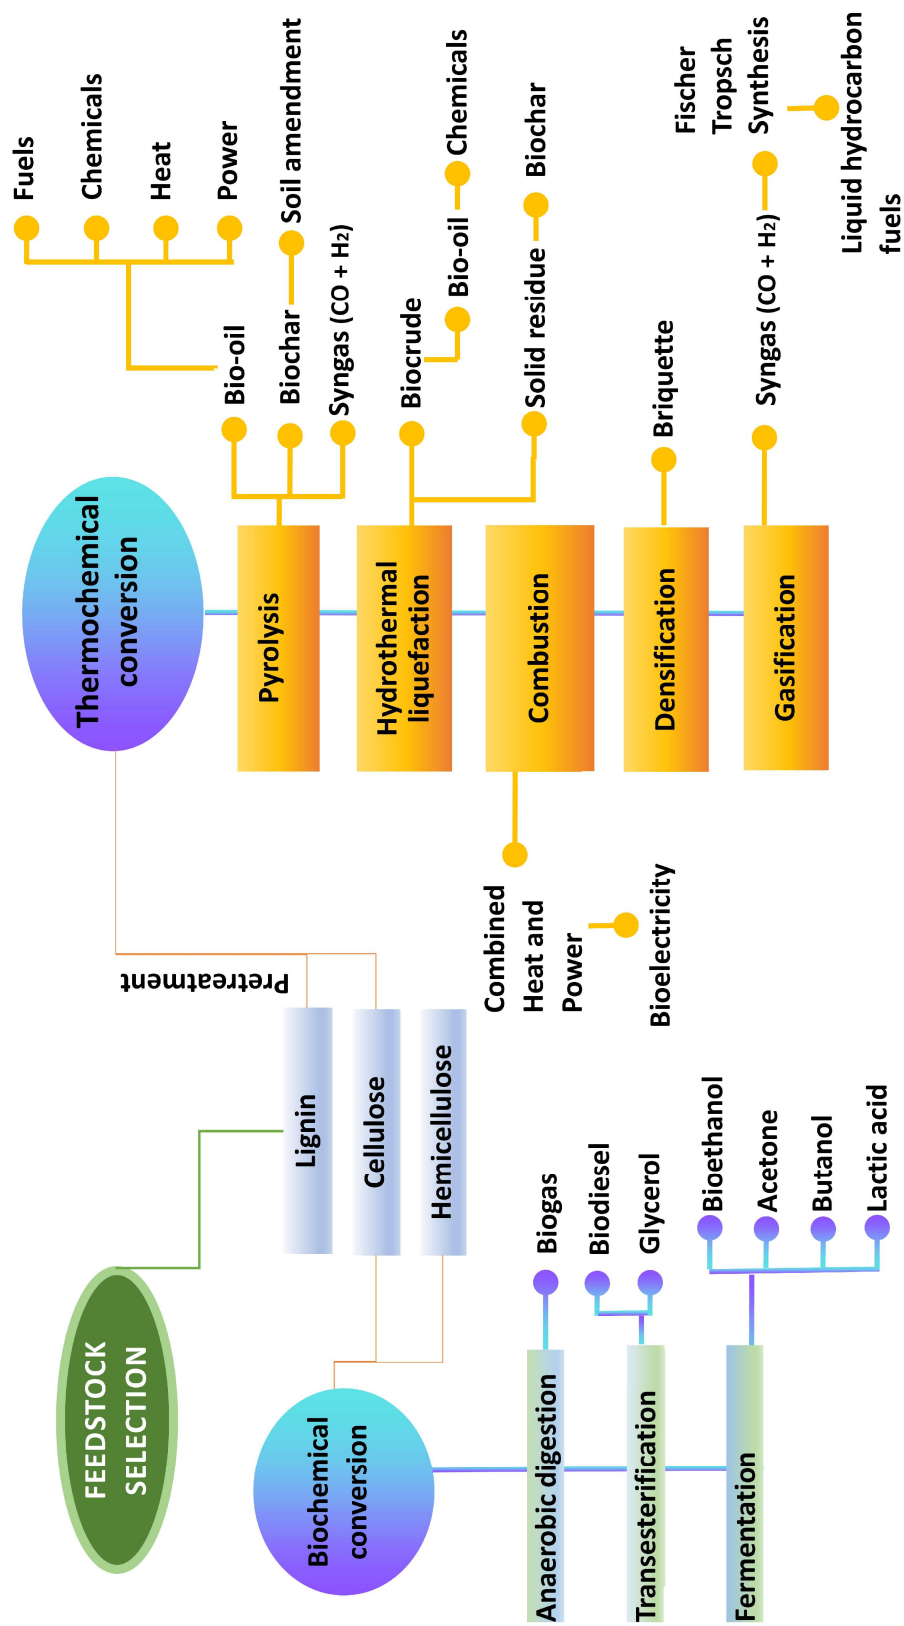 FEEDSTOCK
SELECTION
Lignin
Cellulose
Hemicellulose
Pretreatment
Biochemical
conversion
Anaerobic digestion
Biogas
Transesterification
Biodiesel
Glycerol
Fermentation
Bioethanol
Acetone
Butanol
Lactic acid
Thermochemical
conversion
Pyrolysis
Bio-oil
Fuels
Chemicals
Heat
Power
Biochar
Soil amendment
Syngas (CO + H₂)
Hydrothermal
liquefaction
Biocrude
Bio-oil
Chemicals
Solid residue
Biochar
Combustion
Combined
Heat and
Power
Bioelectricity
Densification
Briquette
Gasification
Syngas (CO + H₂)
Fischer
Tropsch
Synthesis
Liquid hydrocarbon
fuels